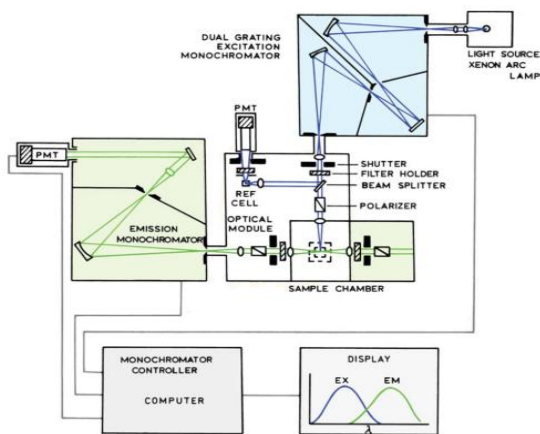 DUAL GRATING
EXCITATION
MONOCHROMATOR
LIGHT SOURCE
XENON ARC
LAMP
PMT
PMT
SHUTTER
FILTER HOLDER
BEAM SPLITTER
REF
CELL
POLARIZER
OPTICAL
MODULE
EMISSION
MONOCHROMATOR
SAMPLE CHAMBER
MONOCHROMATOR
CONTROLLER
COMPUTER
DISPLAY
EX
EM
λ